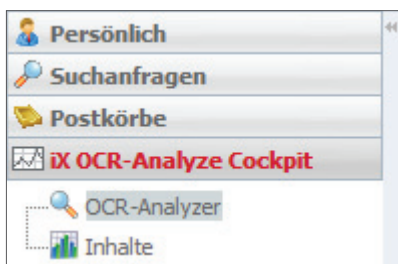 Persönlich
Suchanfragen
Postkörbe
iX OCR-Analyze Cockpit
OCR-Analyzer
Inhalte